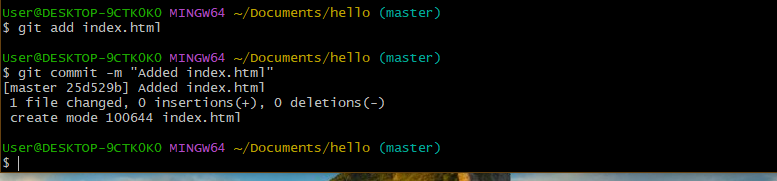 User@DESKTOP-9CTK0K0 MINGW64 ~/Documents/hello (master)
$ git add index.html
User@DESKTOP-9CTK0K0 MINGW64 ~/Documents/hello (master)
$ git commit -m "Added index.html"
[master 25d529b] Added index.html
 1 file changed, 0 insertions(+), 0 deletions(-)
 create mode 100644 index.html
User@DESKTOP-9CTK0K0 MINGW64 ~/Documents/hello (master)
$